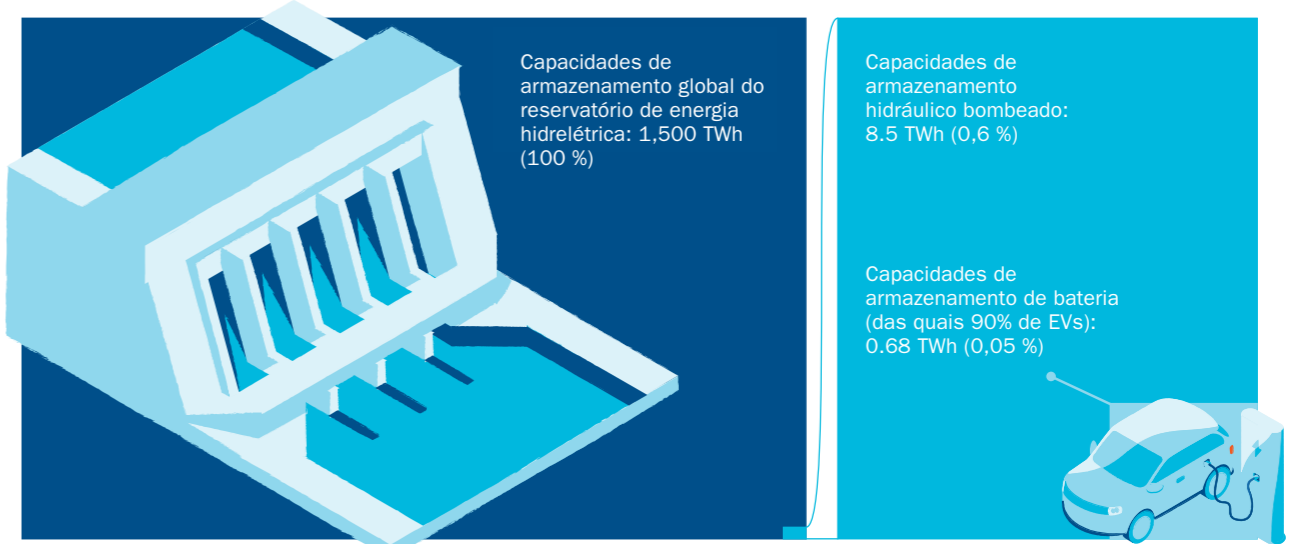 Capacidades de
armazenamento global do
reservatório de energia
hidrelétrica: 1,500 TWh
(100 %)
Capacidades de
armazenamento
hidráulico bombeado:
8.5 TWh (0,6 %)
Capacidades de
armazenamento de bateria
(das quais 90% de EVs):
0.68 TWh (0,05 %)